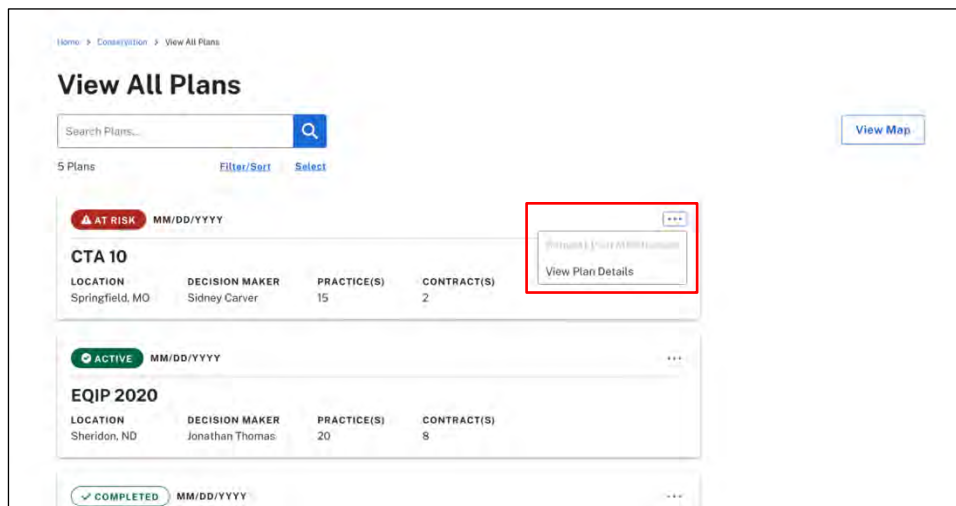 Home > Conservation > View All Plans
View All Plans
Search Plans...
View Map
5 Plans Filter/Sort Select
AT RISK MM/DD/YYYY ...
CTA 10
View Plan Details
LOCATION DECISION MAKER PRACTICE(S) CONTRACT(S)
Springfield, MO Sidney Carver 15 2
ACTIVE MM/DD/YYYY ...
EQIP 2020
LOCATION DECISION MAKER PRACTICE(S) CONTRACT(S)
Sheridon, ND Jonathan Thomas 20 8
COMPLETED MM/DD/YYYY ...